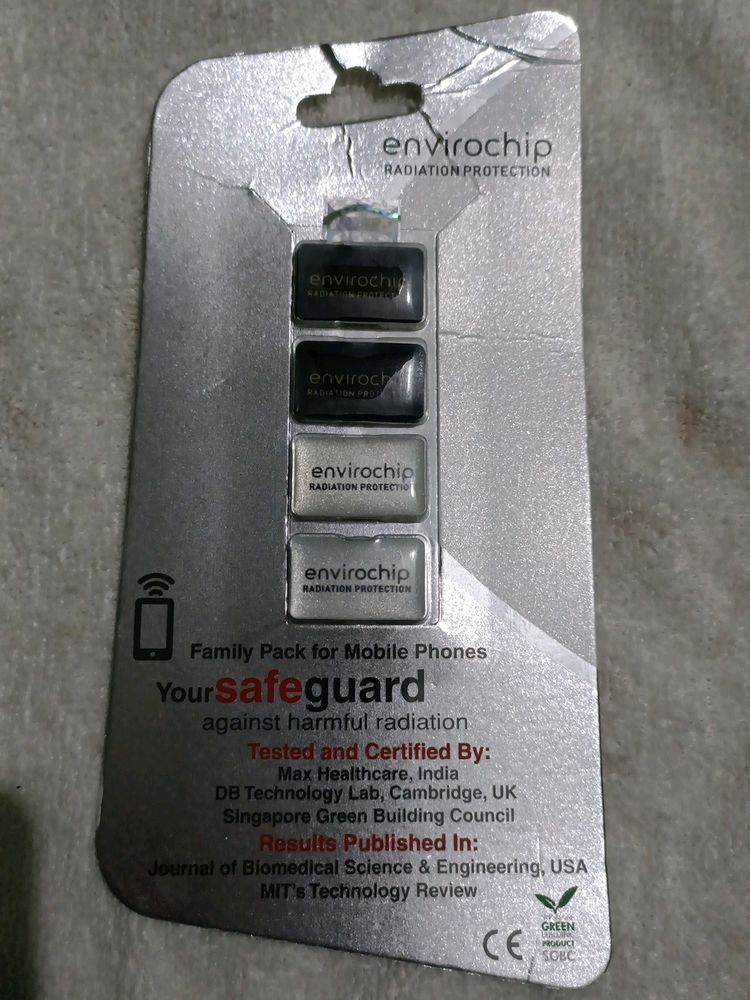 envirochip
RADIATION PROTECTION
envirochip
RADIATION PROTECTION
envirochip
RADIATION PROTECTION
envirochip
RADIATION PROTECTION
envirochip
RADIATION PROTECTION
Family Pack for Mobile Phones
Your safeguard
against harmful radiation
Tested and Certified By:
Max Healthcare, India
DB Technology Lab, Cambridge, UK
Singapore Green Building Council
Results Published In:
Journal of Biomedical Science & Engineering, USA
MIT's Technology Review
CE
GREEN
BUILDING
PRODUCT
SGBC